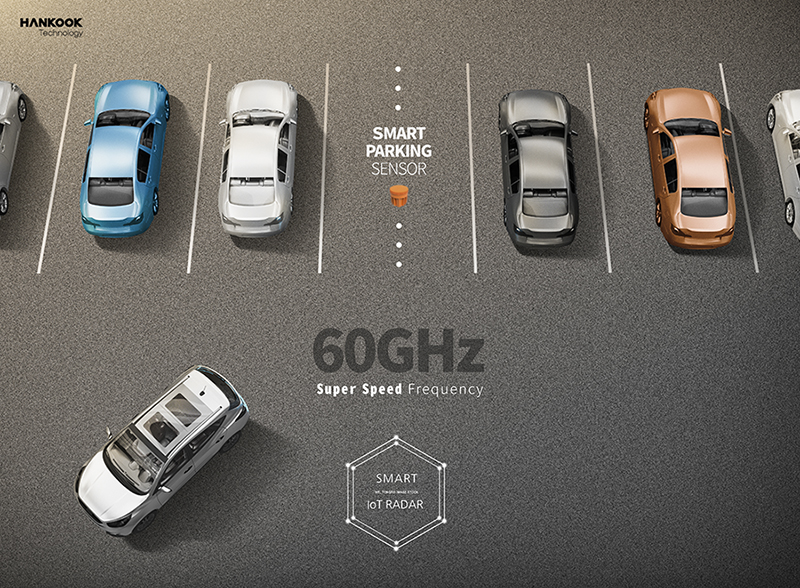 HANKOOK
Technology
SMART
PARKING
SENSOR
60GHz
Super Speed Frequency
SMART
IoT RADAR